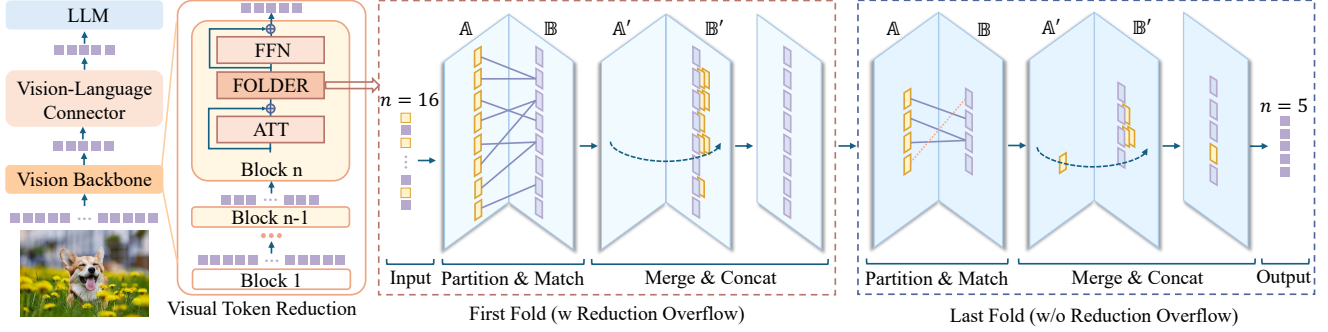 LLM
Vision-Language
Connector
Vision Backbone
FFN
FOLDER
ATT
Block n
Block n-1
Block 1
Visual Token Reduction
n = 16
𝔸
𝔹
𝔸′
𝔹′
Input
Partition & Match
Merge & Concat
First Fold (w Reduction Overflow)
𝔸
𝔹
𝔸′
𝔹′
n = 5
Partition & Match
Merge & Concat
Output
Last Fold (w/o Reduction Overflow)